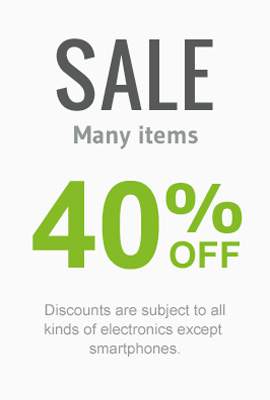 SALE
Many items
40%
OFF
Discounts are subject to all
kinds of electronics except
smartphones.